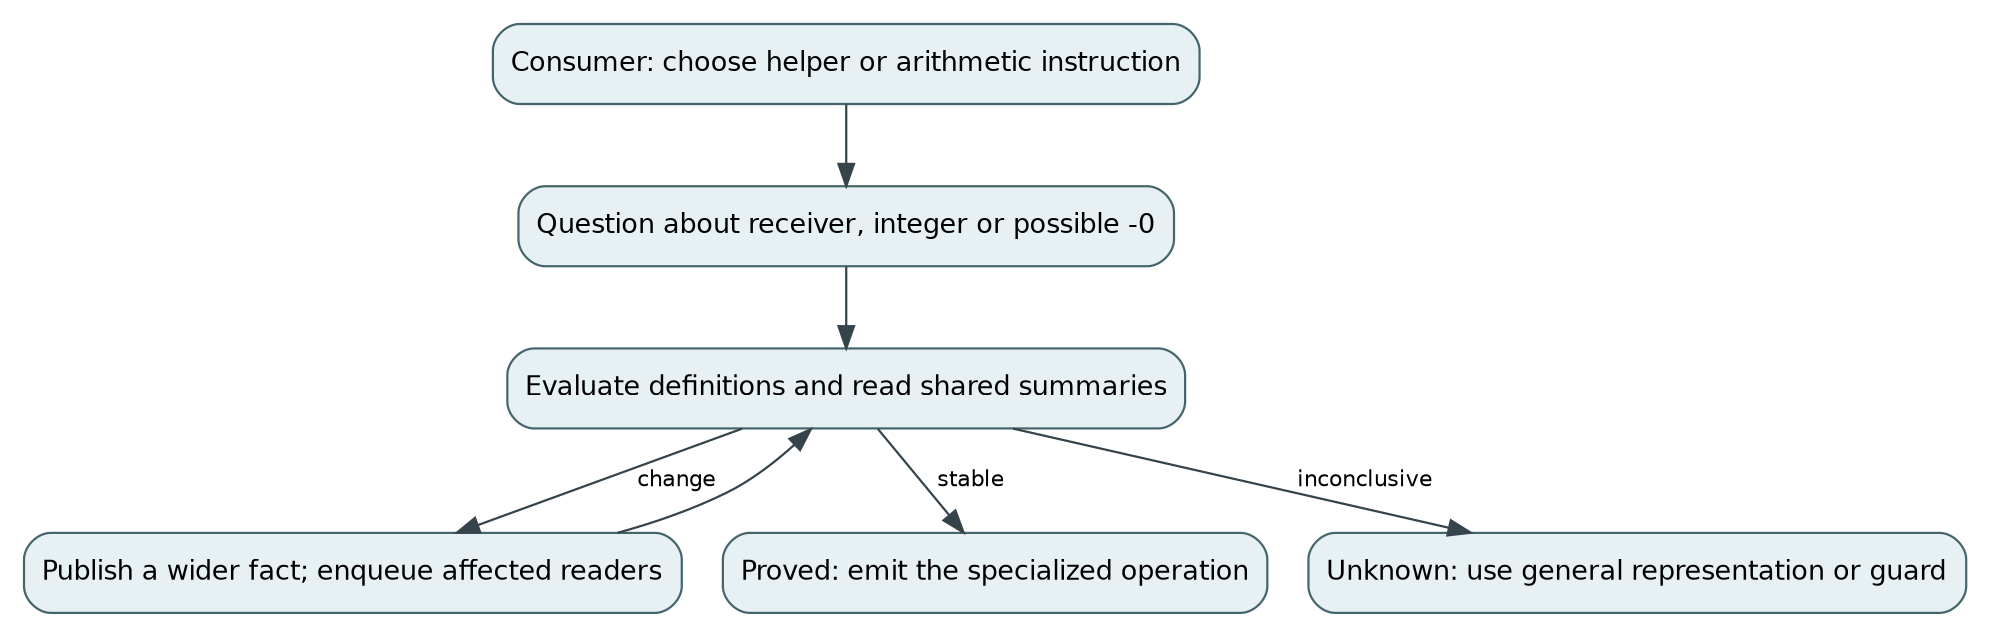 Consumer: choose helper or arithmetic instruction
Question about receiver, integer or possible -0
Evaluate definitions and read shared summaries
change
stable
inconclusive
Publish a wider fact; enqueue affected readers
Proved: emit the specialized operation
Unknown: use general representation or guard